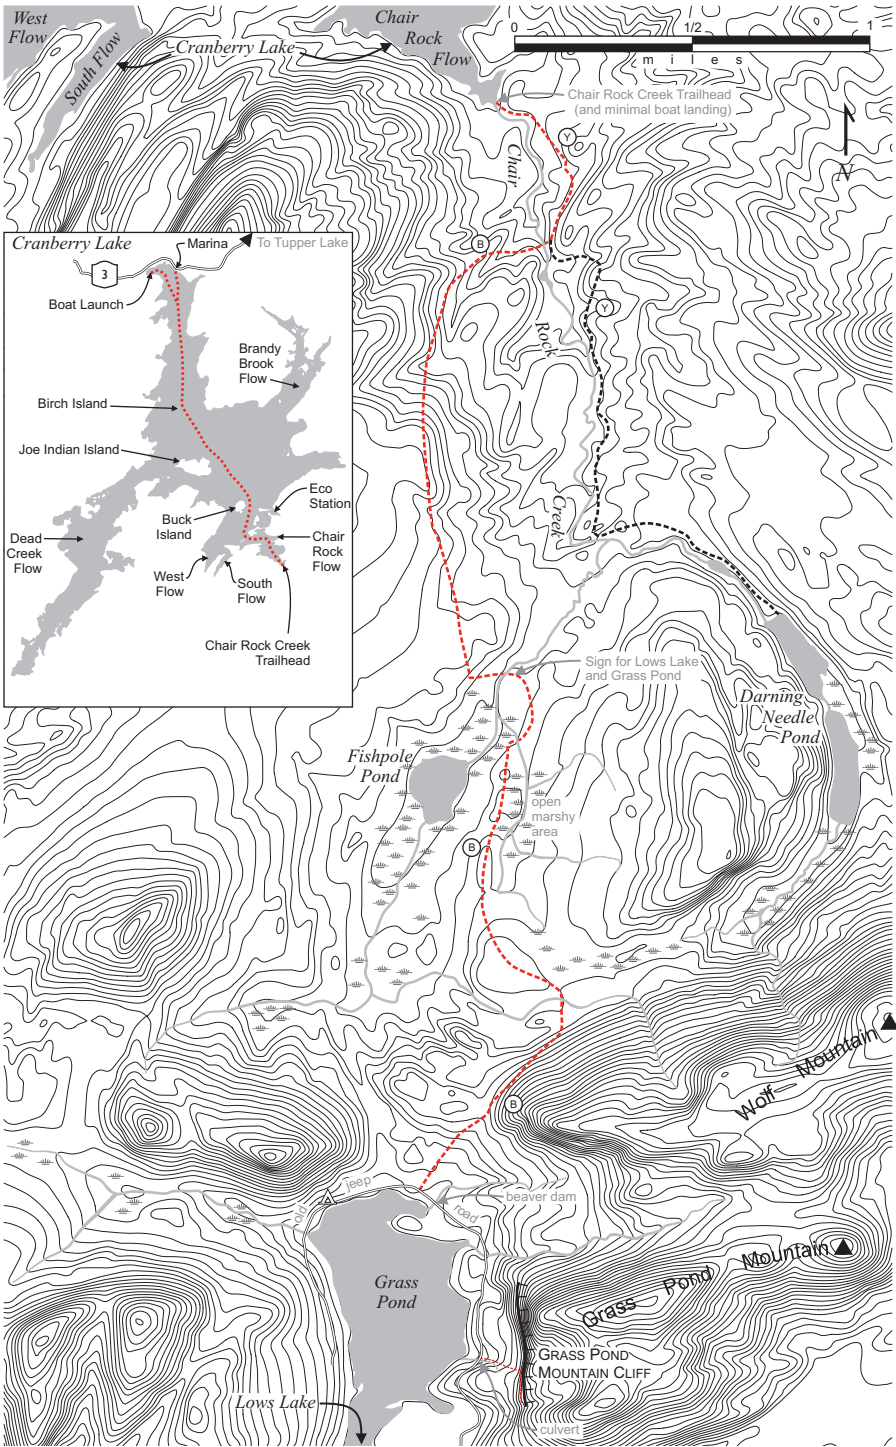 West
Flow
South Flow
Cranberry Lake
Chair
Rock
Flow
0
1/2
1
miles
Chair Rock Creek Trailhead
(and minimal boat landing)
N
Y
Chair
B
Y
Rock
Creek
Cranberry Lake
Marina
To Tupper Lake
3
Boat Launch
Brandy
Brook
Flow
Birch Island
Joe Indian Island
Eco
Station
Buck
Island
Dead
Creek
Flow
Chair
Rock
Flow
West
Flow
South
Flow
Chair Rock Creek
Trailhead
Sign for Lows Lake
and Grass Pond
Darning
Needle
Pond
Fishpole
Pond
open
marshy
area
B
Wolf Mountain
B
old jeep road
beaver dam
Grass Pond Mountain
Grass
Pond
GRASS POND
MOUNTAIN CLIFF
Lows Lake
culvert